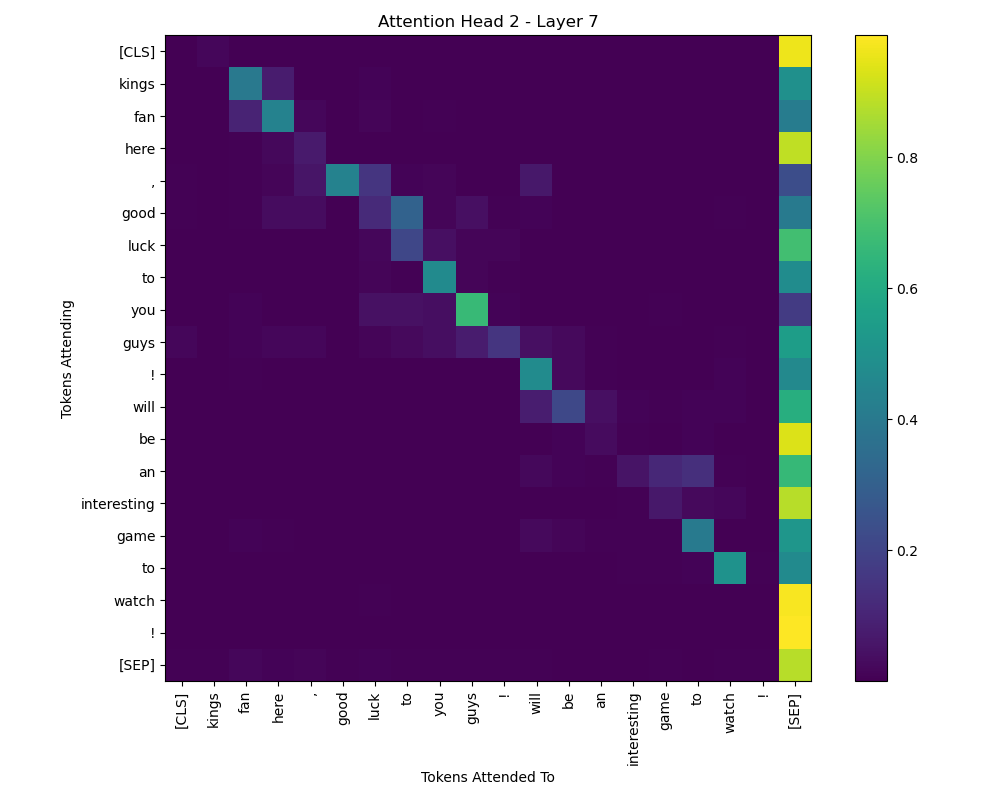 Attention Head 2 - Layer 7
Tokens Attending
[CLS]
kings
fan
here
,
good
luck
to
you
guys
!
will
be
an
interesting
game
to
watch
!
[SEP]
[CLS]
kings
fan
here
,
good
luck
to
you
guys
!
will
be
an
interesting
game
to
watch
!
[SEP]
Tokens Attended To
0.8
0.6
0.4
0.2